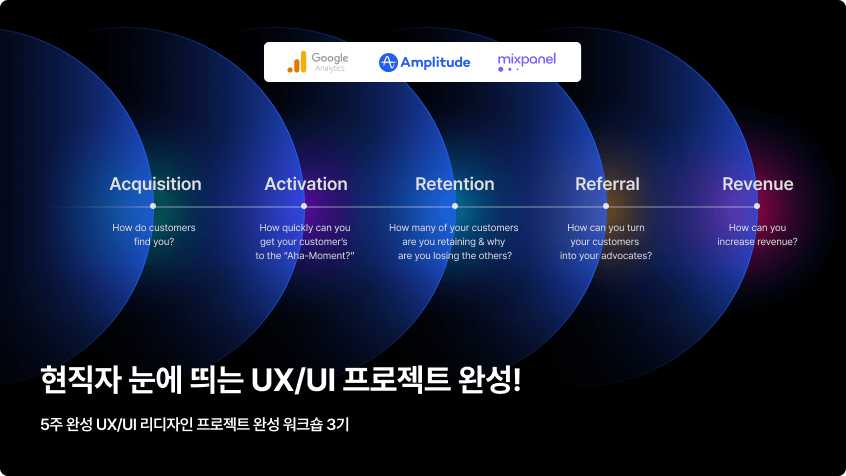 Google Analytics
Amplitude
mixpanel
Acquisition
How do customers
find you?
Activation
How quickly can you
get your customer's
to the “Aha-Moment?”
Retention
How many of your customers
are you retaining & why
are you losing the others?
Referral
How can you turn
your customers
into your advocates?
Revenue
How can you
increase revenue?
현직자 눈에 띄는 UX/UI 프로젝트 완성!
5주 완성 UX/UI 리디자인 프로젝트 완성 워크숍 3기